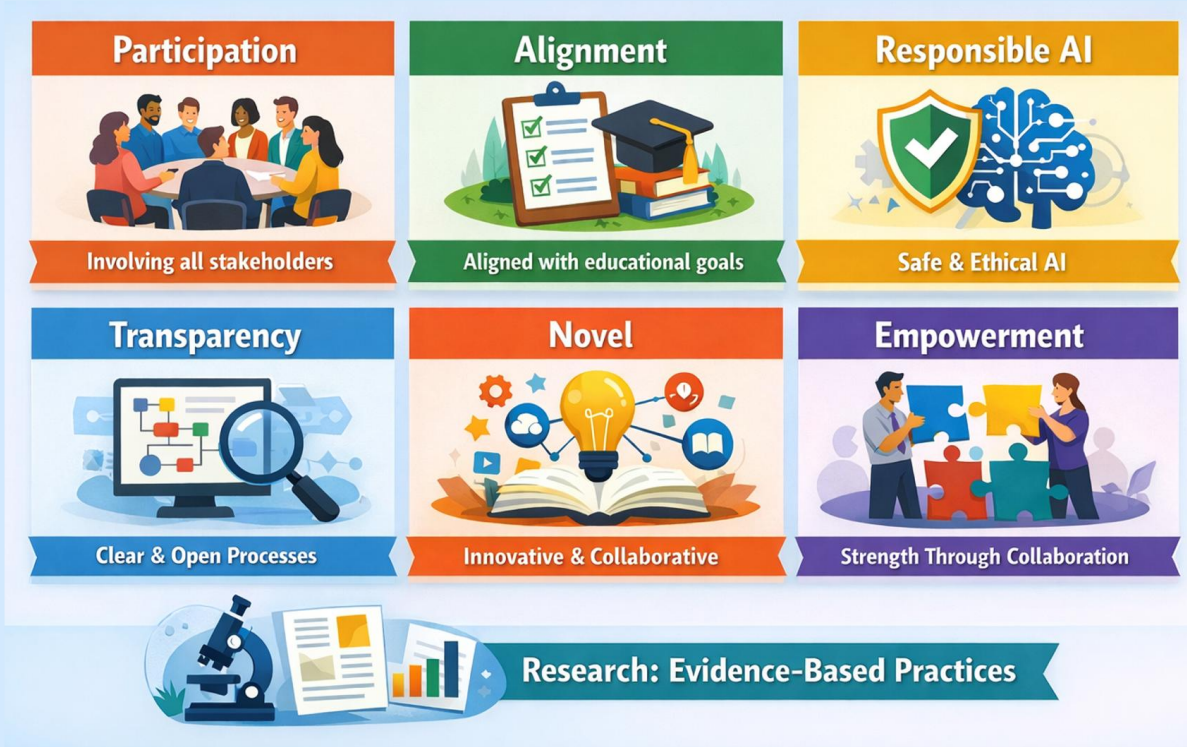 Participation
Alignment
Responsible AI
Involving all stakeholders
Aligned with educational goals
Safe & Ethical AI
Transparency
Novel
Empowerment
Clear & Open Processes
Innovative & Collaborative
Strength Through Collaboration
Research: Evidence-Based Practices